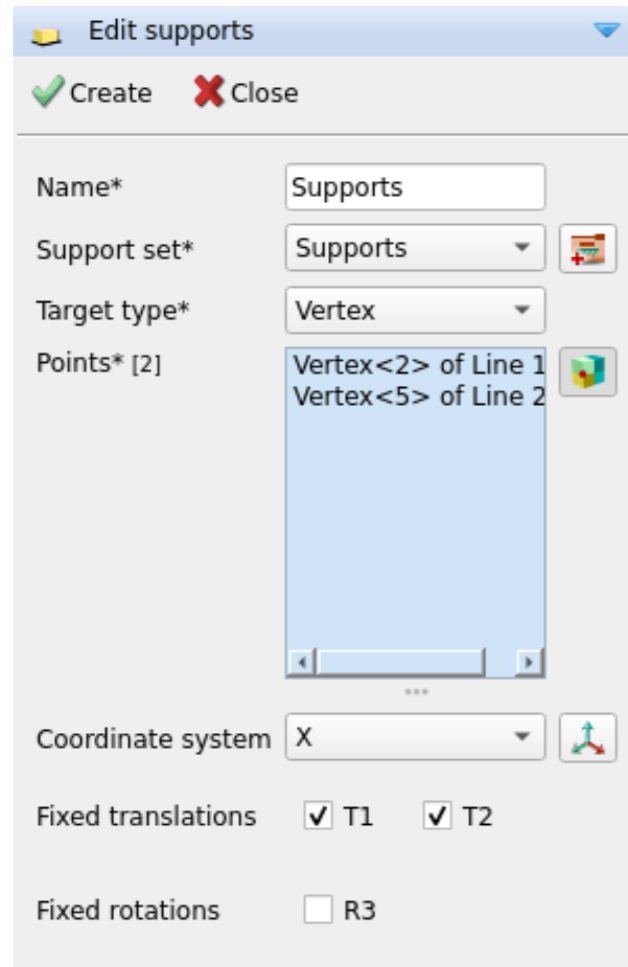 Edit supports
Create Close
Name* Supports
Support set* Supports
Target type* Vertex
Points* [2] Vertex<2> of Line 1
Vertex<5> of Line 2
Coordinate system X
Fixed translations T1 T2
Fixed rotations R3